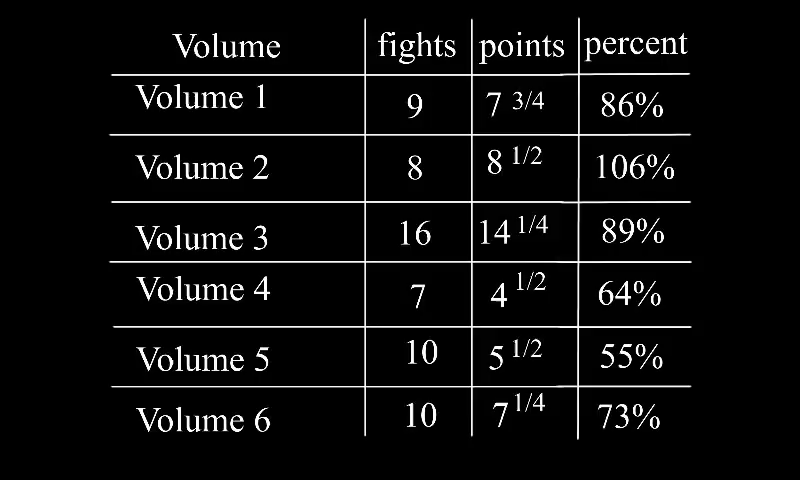 Volume fights points percent
Volume 1 9 7 3/4 86%
Volume 2 8 8 1/2 106%
Volume 3 16 14 1/4 89%
Volume 4 7 4 1/2 64%
Volume 5 10 5 1/2 55%
Volume 6 10 7 1/4 73%